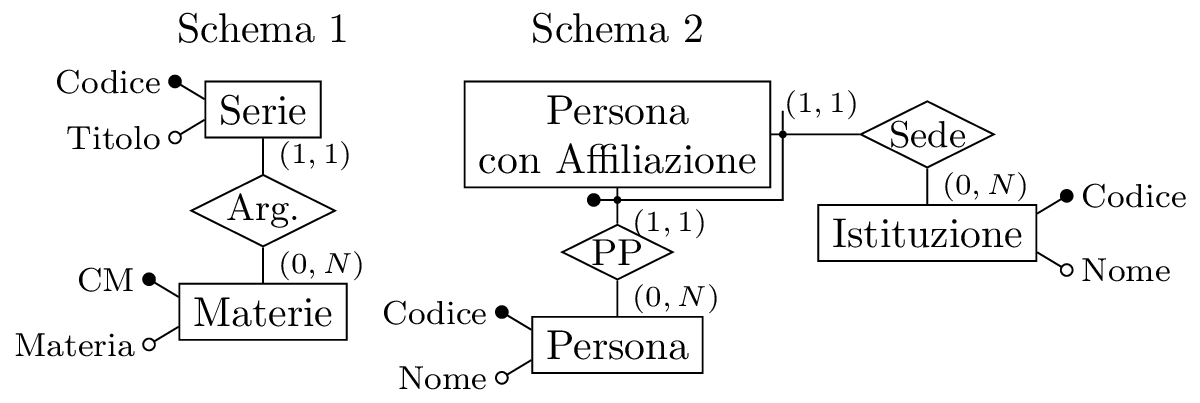 Schema 1
Codice
Serie
Titolo
(1, 1)
Arg.
(0, N)
CM
Materie
Materia
Schema 2
Persona
con Affiliazione
(1, 1)
Sede
(0, N)
Codice
Istituzione
Nome
(1, 1)
PP
(0, N)
Codice
Persona
Nome